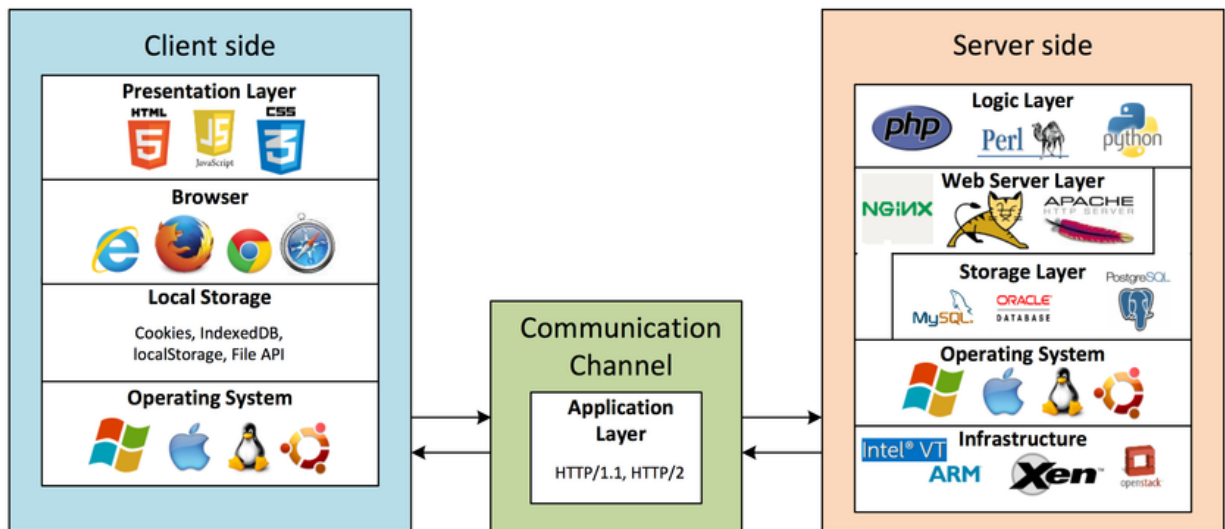 Client side
Presentation Layer
HTML
5
JS
JavaScript
CSS
3
Browser
Local Storage
Cookies, IndexedDB,
localStorage, File API
Operating System
Communication
Channel
Application
Layer
HTTP/1.1, HTTP/2
Server side
Logic Layer
php
Perl
python
Web Server Layer
NGiNX
APACHE
HTTP SERVER
Storage Layer
MySQL.
ORACLE
DATABASE
PostgreSQL
Operating System
Infrastructure
Intel® VT
ARM
Xen™
openstack